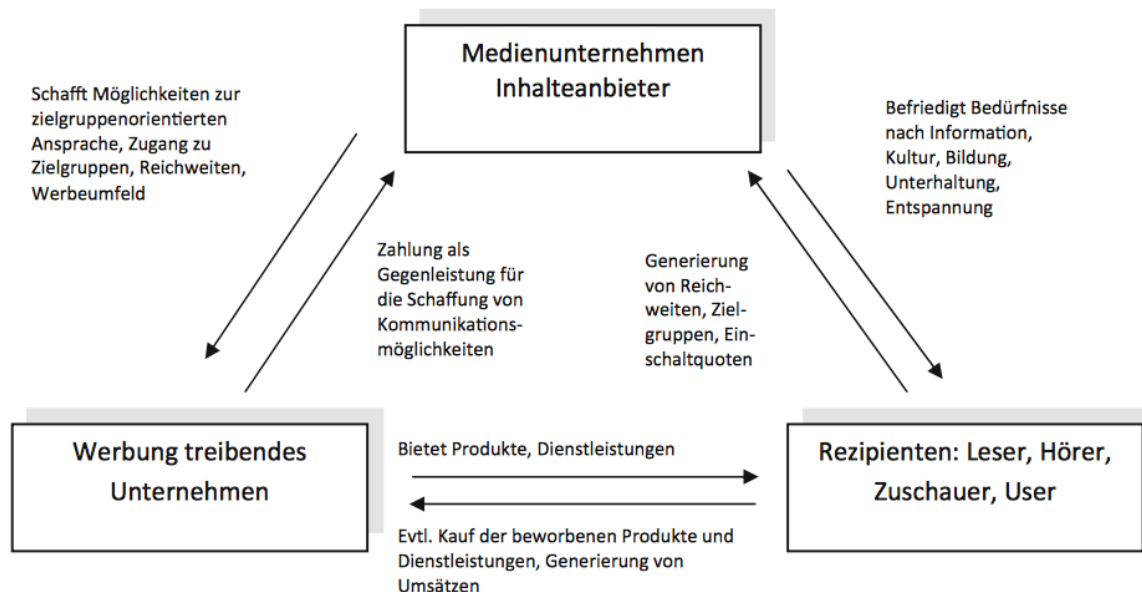 Medienunternehmen
Inhalteanbieter
Schafft Möglichkeiten zur
zielgruppenorientierten
Ansprache, Zugang zu
Zielgruppen, Reichweiten,
Werbeumfeld
Befriedigt Bedürfnisse
nach Information,
Kultur, Bildung,
Unterhaltung,
Entspannung
Zahlung als
Gegenleistung für
die Schaffung von
Kommunikations-
möglichkeiten
Generierung
von Reich-
weiten, Ziel-
gruppen, Ein-
schaltquoten
Werbung treibendes
Unternehmen
Bietet Produkte, Dienstleistungen
Evtl. Kauf der beworbenen Produkte und
Dienstleistungen, Generierung von
Umsätzen
Rezipienten: Leser, Hörer,
Zuschauer, User